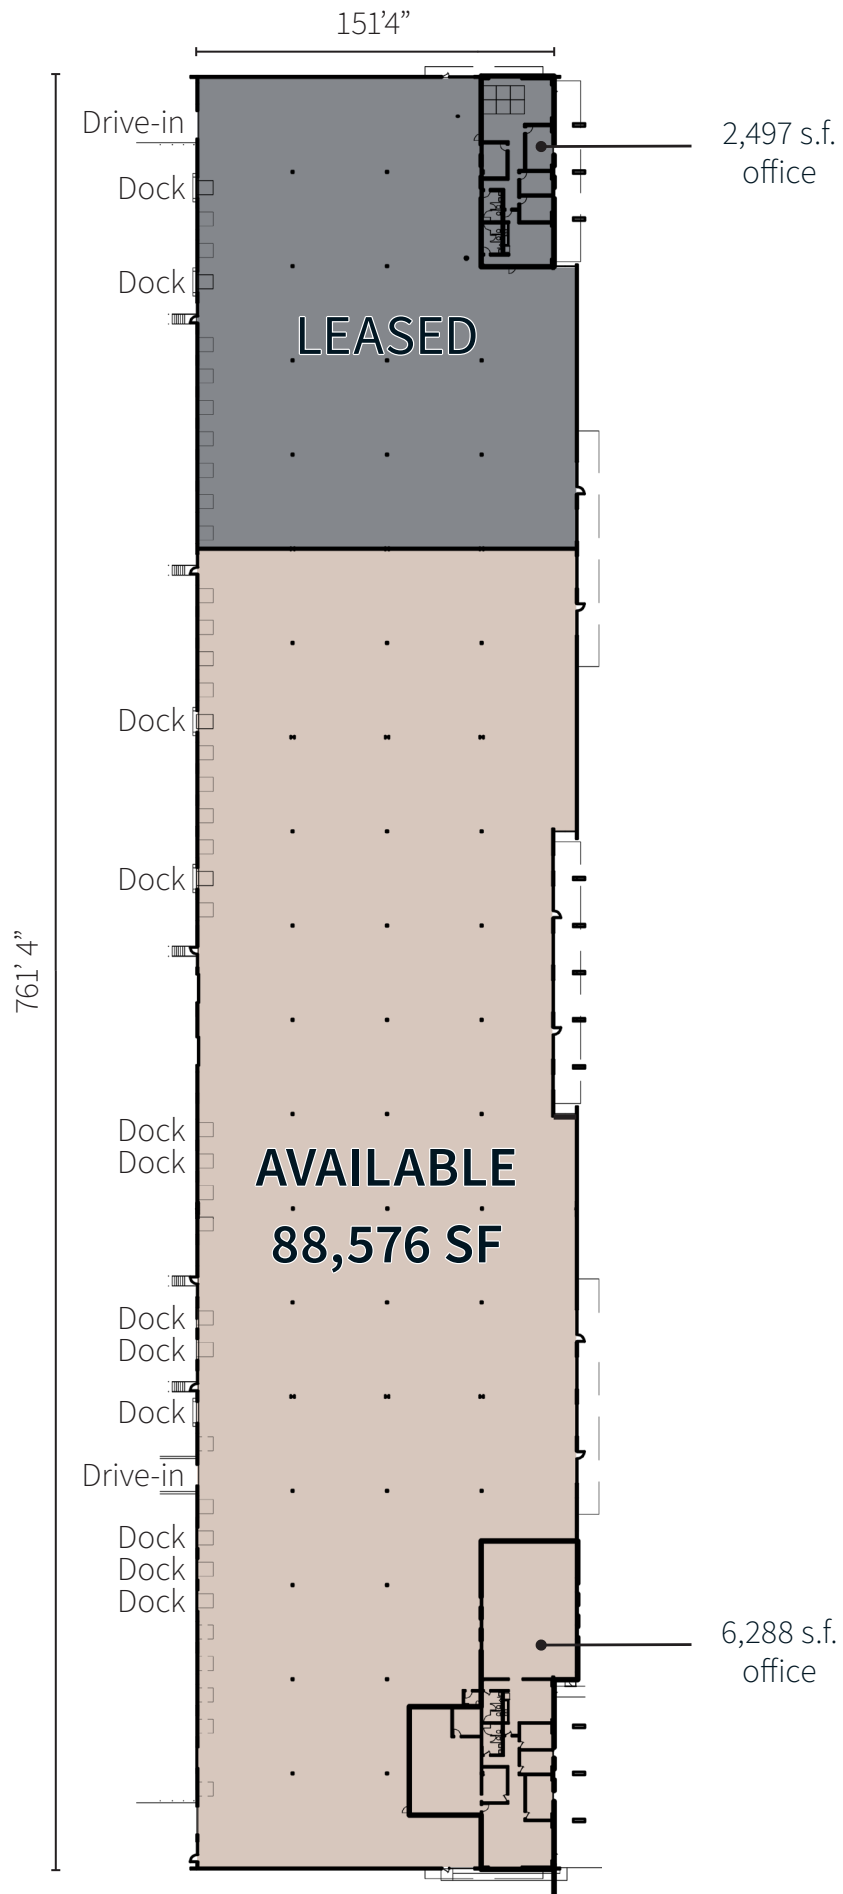 151’4”
Drive-in
2,497 s.f.
office
Dock
Dock
LEASED
Dock
Dock
761’ 4”
Dock
Dock
AVAILABLE
88,576 SF
Dock
Dock
Dock
Drive-in
Dock
Dock
Dock
6,288 s.f.
office